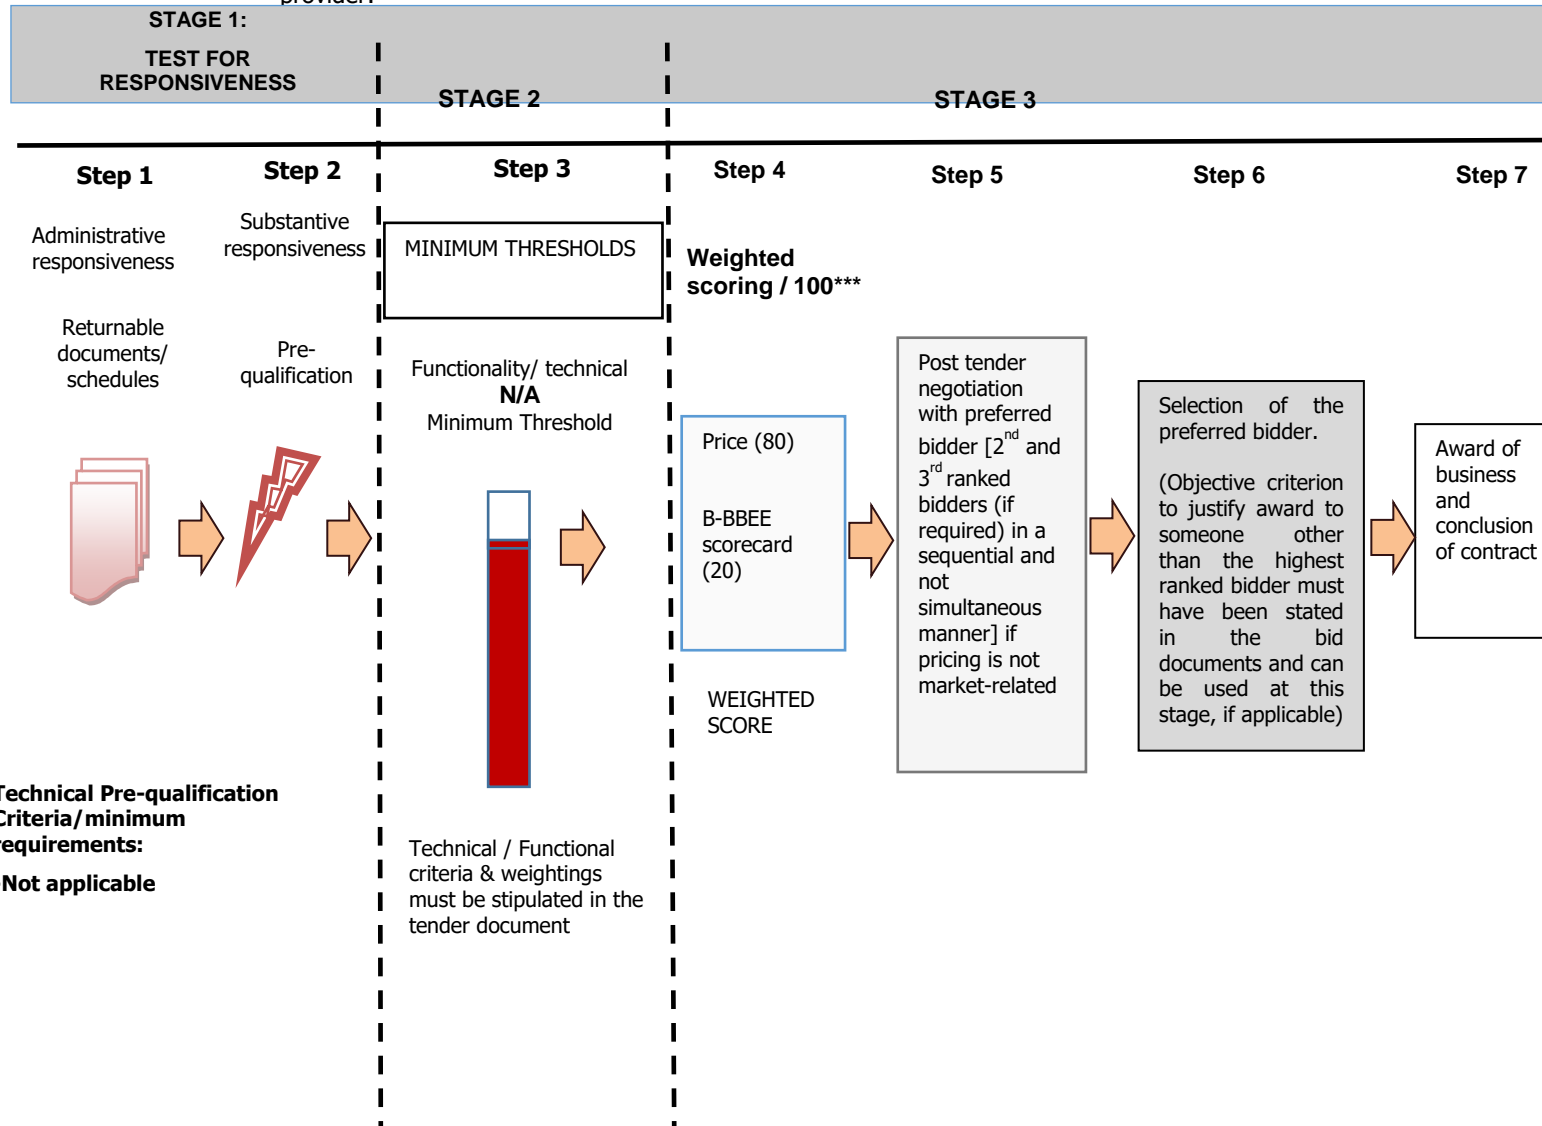 provider.
STAGE 1:
TEST FOR
RESPONSIVENESS
STAGE 2
STAGE 3
Step 1
Step 2
Step 3
Step 4
Step 5
Step 6
Step 7
Administrative
responsiveness
Substantive
responsiveness
MINIMUM THRESHOLDS
Weighted
scoring / 100***
Returnable
documents/
schedules
Pre-
qualification
Functionality/ technical
N/A
Minimum Threshold
Price (80)
B-BBEE
scorecard
(20)
WEIGHTED
SCORE
Post tender
negotiation
with preferred
bidder [2nd and
3rd ranked
bidders (if
required) in a
sequential and
not
simultaneous
manner] if
pricing is not
market-related
Selection of the
preferred bidder.
(Objective criterion
to justify award to
someone other
than the highest
ranked bidder must
have been stated
in the bid
documents and can
be used at this
stage, if applicable)
Award of
business
and
conclusion
of contract
Technical Pre-qualification
Criteria/minimum
requirements:
Not applicable
Technical / Functional
criteria & weightings
must be stipulated in the
tender document